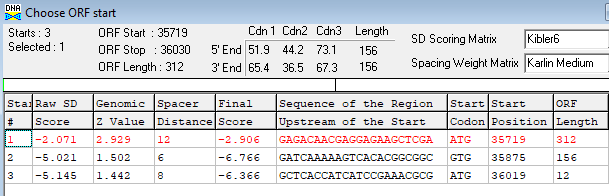 DNA Choose ORF start
Starts : 3 ORF Start : 35719 Cdn 1 Cdn2 Cdn3 Length SD Scoring Matrix Kibler6
Selected : 1 ORF Stop : 36030 5' End 51.9 44.2 73.1 156
ORF Length : 312 3' End 65.4 36.5 67.3 156 Spacing Weight Matrix Karlin Medium
Star Raw SD Genomic Spacer Final Sequence of the Region Start Start ORF
# Score Z Value Distance Score Upstream of the Start Codon Position Length
1 -2.071 2.929 12 -2.906 GAGACAACGAGGAGAAGCTCGA ATG 35719 312
2 -5.021 1.502 6 -6.766 GATCAAAAAGTCACACGGCGGC GTG 35875 156
3 -5.145 1.442 8 -6.366 GCTCACCATCATCCGAAACGCG ATG 36019 12